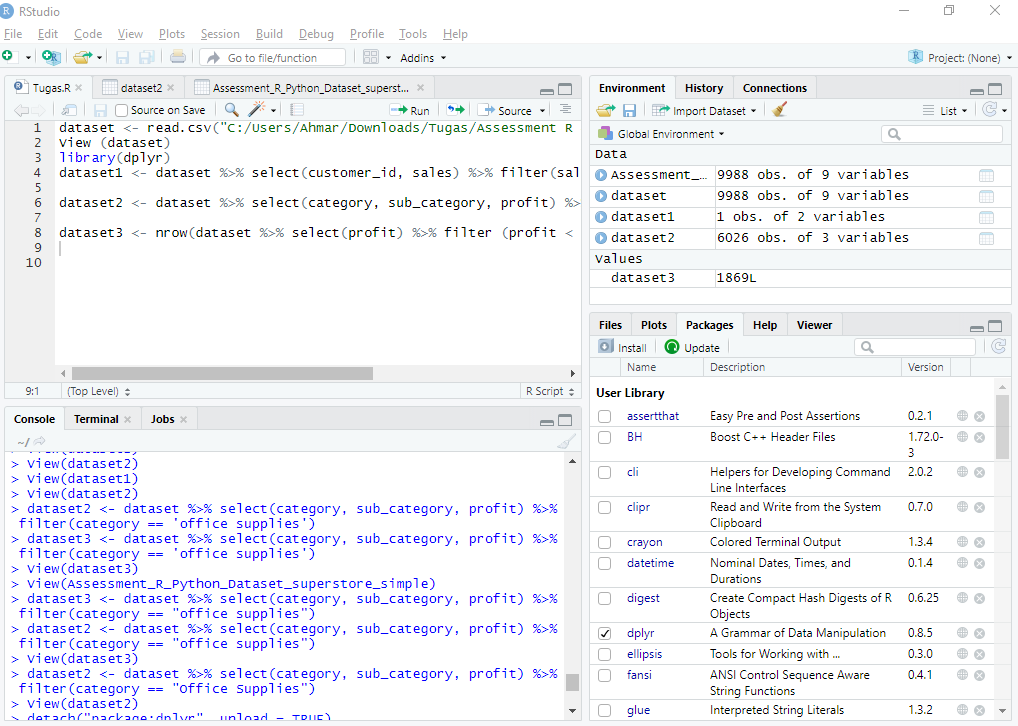 RStudio
File Edit Code View Plots Session Build Debug Profile Tools Help
Go to file/function Addins Project: (None)
Tugas.R dataset2 Assessment_R_Python_Dataset_superst...
Source on Save Run Source
1 dataset <- read.csv("C:/Users/Ahmar/Downloads/Tugas/Assessment R
2 View (dataset)
3 library(dplyr)
4 dataset1 <- dataset %>% select(customer_id, sales) %>% filter(sal
5
6 dataset2 <- dataset %>% select(category, sub_category, profit) %>
7
8 dataset3 <- nrow(dataset %>% select(profit) %>% filter (profit <
9
10
9:1 (Top Level) R Script
Console Terminal Jobs
~/
> View(dataset2)
> View(dataset1)
> View(dataset2)
> dataset2 <- dataset %>% select(category, sub_category, profit) %>%
filter(category == 'office supplies')
> dataset3 <- dataset %>% select(category, sub_category, profit) %>%
filter(category == 'office supplies')
> View(dataset3)
> View(Assessment_R_Python_Dataset_superstore_simple)
> dataset3 <- dataset %>% select(category, sub_category, profit) %>%
filter(category == "office supplies")
> dataset2 <- dataset %>% select(category, sub_category, profit) %>%
filter(category == "office supplies")
> View(dataset3)
> dataset2 <- dataset %>% select(category, sub_category, profit) %>%
filter(category == "Office Supplies")
> View(dataset2)
> detach("package:dplyr", unload = TRUE)
Environment History Connections
Import Dataset List
Global Environment
Data
Assessment_... 9988 obs. of 9 variables
dataset 9988 obs. of 9 variables
dataset1 1 obs. of 2 variables
dataset2 6026 obs. of 3 variables
Values
dataset3 1869L
Files Plots Packages Help Viewer
Install Update
Name Description Version
User Library
assertthat Easy Pre and Post Assertions 0.2.1
BH Boost C++ Header Files 1.72.0-
3
cli Helpers for Developing Command 2.0.2
Line Interfaces
clipr Read and Write from the System 0.7.0
Clipboard
crayon Colored Terminal Output 1.3.4
datetime Nominal Dates, Times, and 0.1.4
Durations
digest Create Compact Hash Digests of R 0.6.25
Objects
dplyr A Grammar of Data Manipulation 0.8.5
ellipsis Tools for Working with ... 0.3.0
fansi ANSI Control Sequence Aware 0.4.1
String Functions
glue Interpreted String Literals 1.3.2